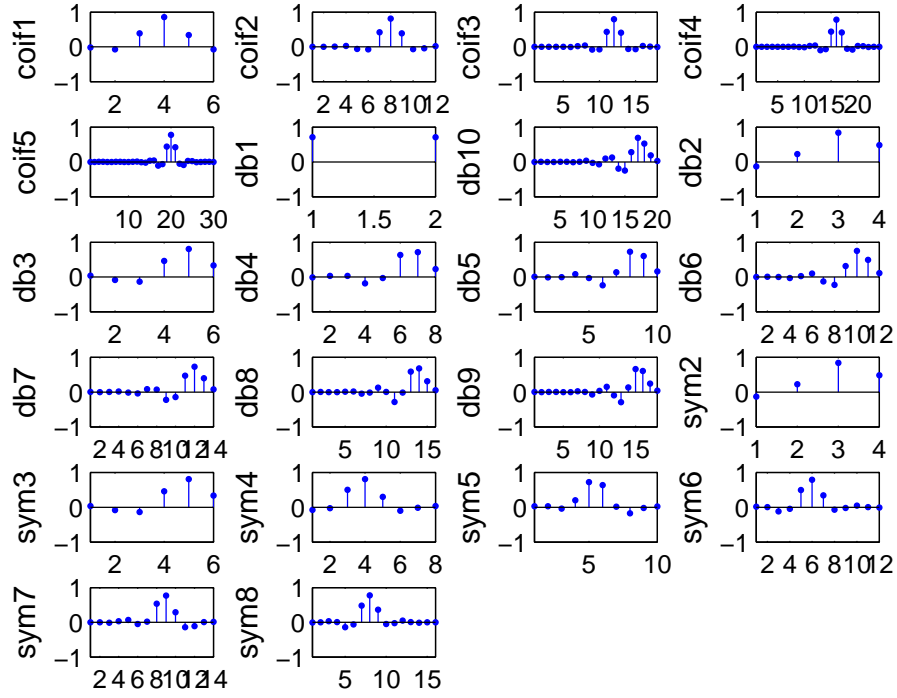 coif1 1 0 −1 2 4 6
coif2 1 0 −1 2 4 6 8 10 12
coif3 1 0 −1 5 10 15
coif4 1 0 −1 5 10 15 20
coif5 1 0 −1 10 20 30
db1 1 0 −1 1 1.5 2
db10 1 0 −1 5 10 15 20
db2 1 0 −1 1 2 3 4
db3 1 0 −1 2 4 6
db4 1 0 −1 2 4 6 8
db5 1 0 −1 5 10
db6 1 0 −1 2 4 6 8 10 12
db7 1 0 −1 2 4 6 8 10 12 14
db8 1 0 −1 5 10 15
db9 1 0 −1 5 10 15
sym2 1 0 −1 1 2 3 4
sym3 1 0 −1 2 4 6
sym4 1 0 −1 2 4 6 8
sym5 1 0 −1 5 10
sym6 1 0 −1 2 4 6 8 10 12
sym7 1 0 −1 2 4 6 8 10 12 14
sym8 1 0 −1 5 10 15